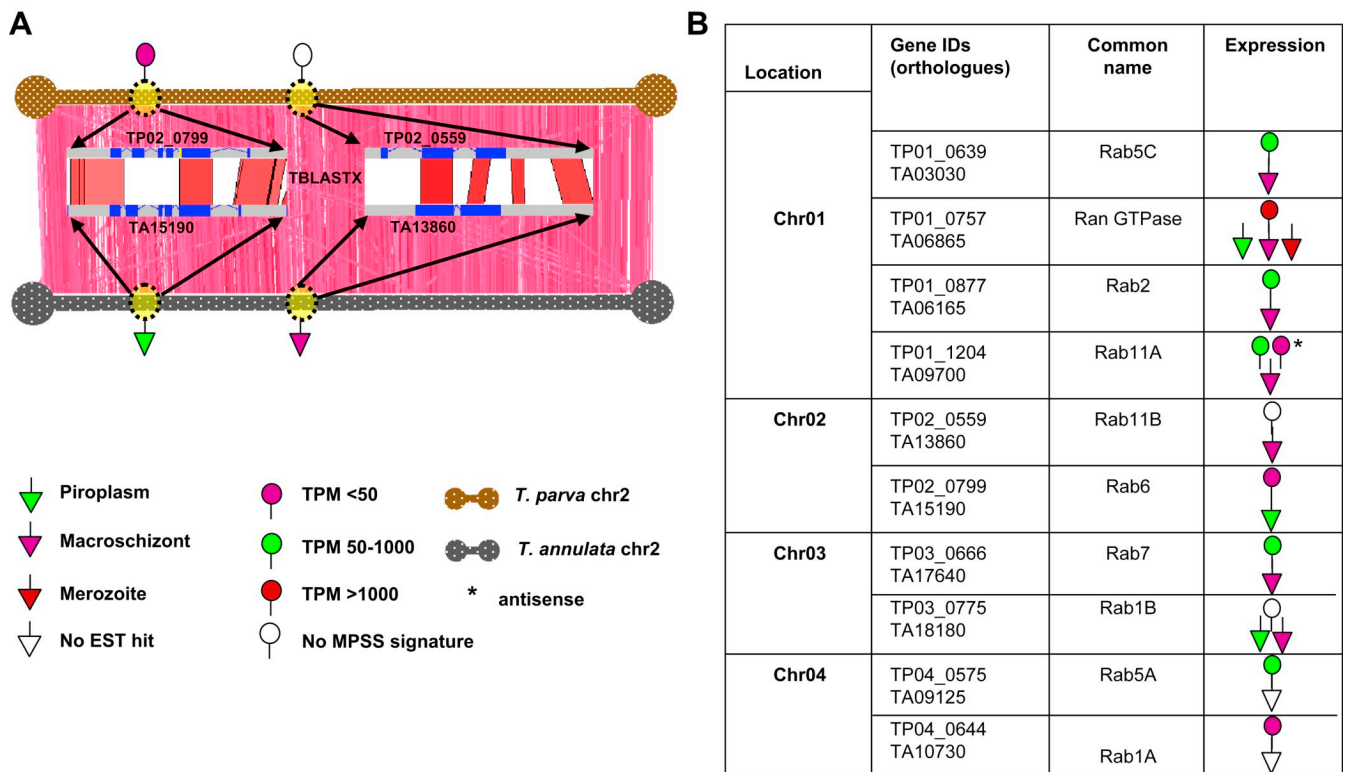 A
TP02_0799
TP02_0559
TBLASTX
TA15190
TA13860
Piroplasm
Macroschizont
Merozoite
No EST hit
TPM <50
TPM 50-1000
TPM >1000
No MPSS signature
T. parva chr2
T. annulata chr2
* antisense
B
Location
Gene IDs
(orthologues)
Common
name
Expression
Chr01
TP01_0639
TA03030
Rab5C
TP01_0757
TA06865
Ran GTPase
TP01_0877
TA06165
Rab2
TP01_1204
TA09700
Rab11A
*
Chr02
TP02_0559
TA13860
Rab11B
TP02_0799
TA15190
Rab6
Chr03
TP03_0666
TA17640
Rab7
TP03_0775
TA18180
Rab1B
Chr04
TP04_0575
TA09125
Rab5A
TP04_0644
TA10730
Rab1A